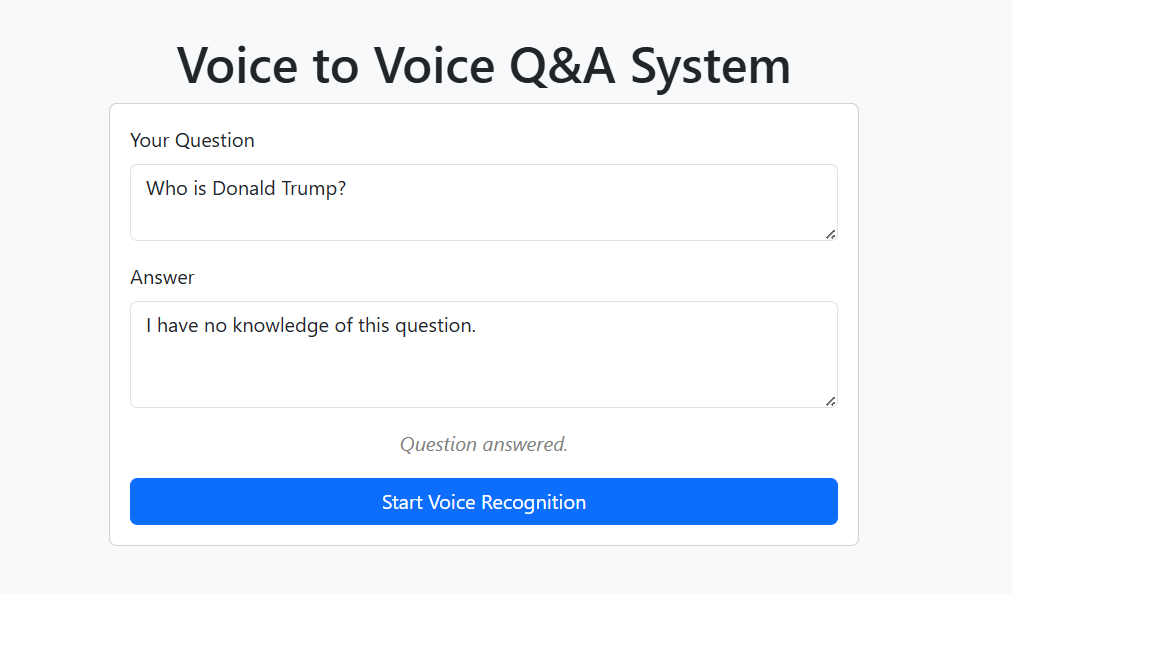 Voice to Voice Q&A System
Your Question
Who is Donald Trump?
Answer
I have no knowledge of this question.
Question answered.
Start Voice Recognition